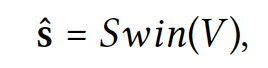 ŝ = Swin(V),